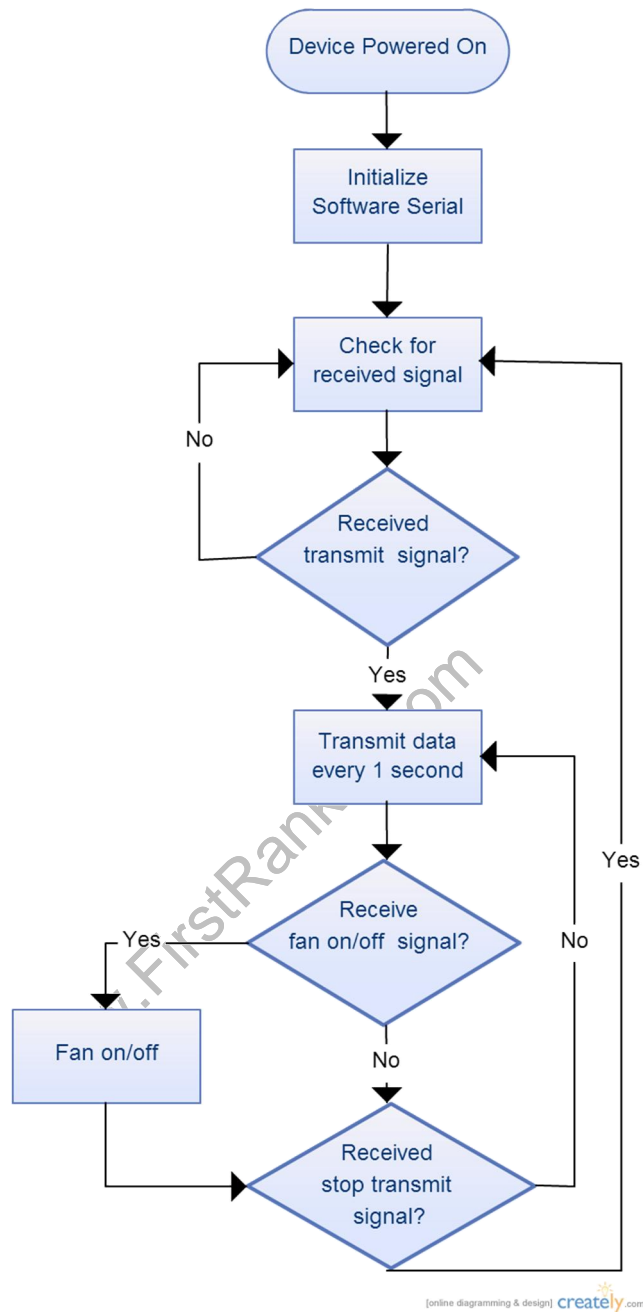 Device Powered On
Initialize
Software Serial
Check for
received signal
No
Received
transmit  signal?
Yes
Transmit data
every 1 second
Receive
fan on/off  signal?
Yes
No
Yes
Fan on/off
No
Received
stop transmit
signal?
.FirstRank
om
[online diagramming & design] creately.com